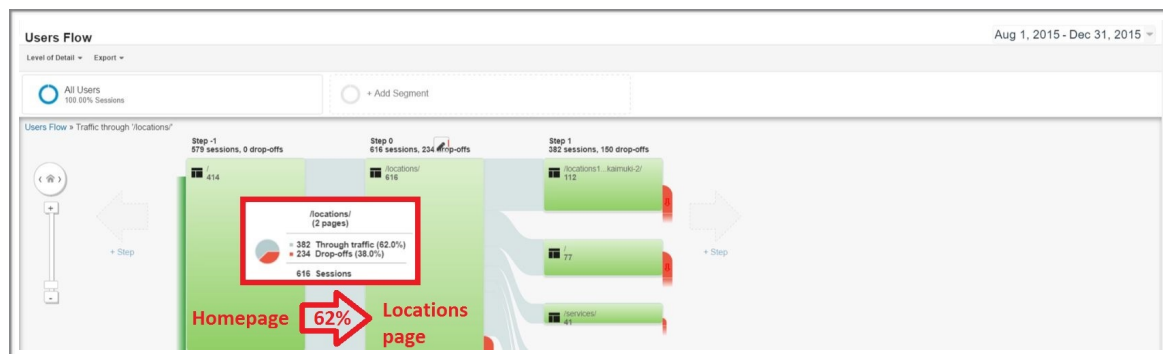 Users Flow
Aug 1, 2015 - Dec 31, 2015
Level of Detail Export
All Users
100.00% Sessions
+ Add Segment
Users Flow » Traffic through '/locations/'
Step -1
579 sessions, 0 drop-offs
Step 0
616 sessions, 234 drop-offs
Step 1
382 sessions, 150 drop-offs
/
414
/locations/
616
/locations1...kaimuki-2/
112
/locations/
(2 pages)
382 Through traffic (62.0%)
234 Drop-offs (38.0%)
616 Sessions
/
77
+ Step
+ Step
/services/
41
Homepage 62% Locations
page
+
-